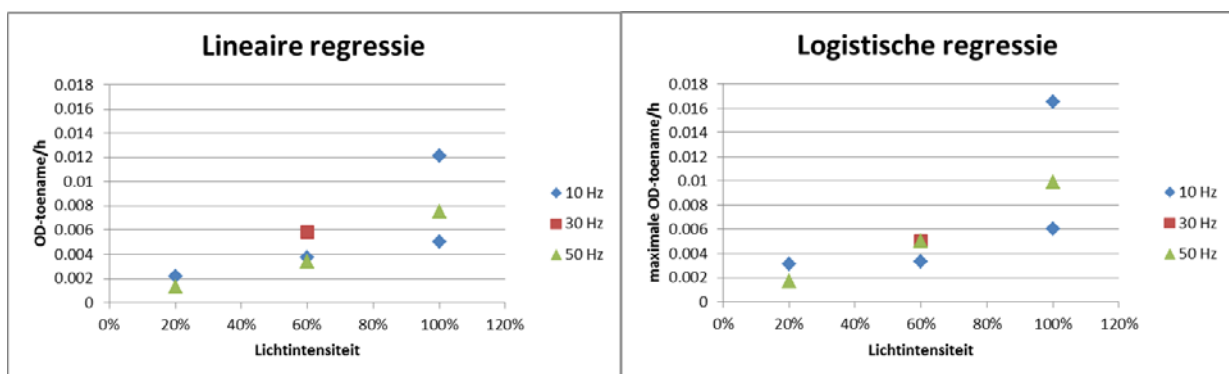 Lineaire regressie
OD-toename/h
0.018
0.016
0.014
0.012
0.01
0.008
0.006
0.004
0.002
0
0% 20% 40% 60% 80% 100% 120%
Lichtintensiteit
10 Hz
30 Hz
50 Hz
Logistische regressie
maximale OD-toename/h
0.018
0.016
0.014
0.012
0.01
0.008
0.006
0.004
0.002
0
0% 20% 40% 60% 80% 100% 120%
Lichtintensiteit
10 Hz
30 Hz
50 Hz